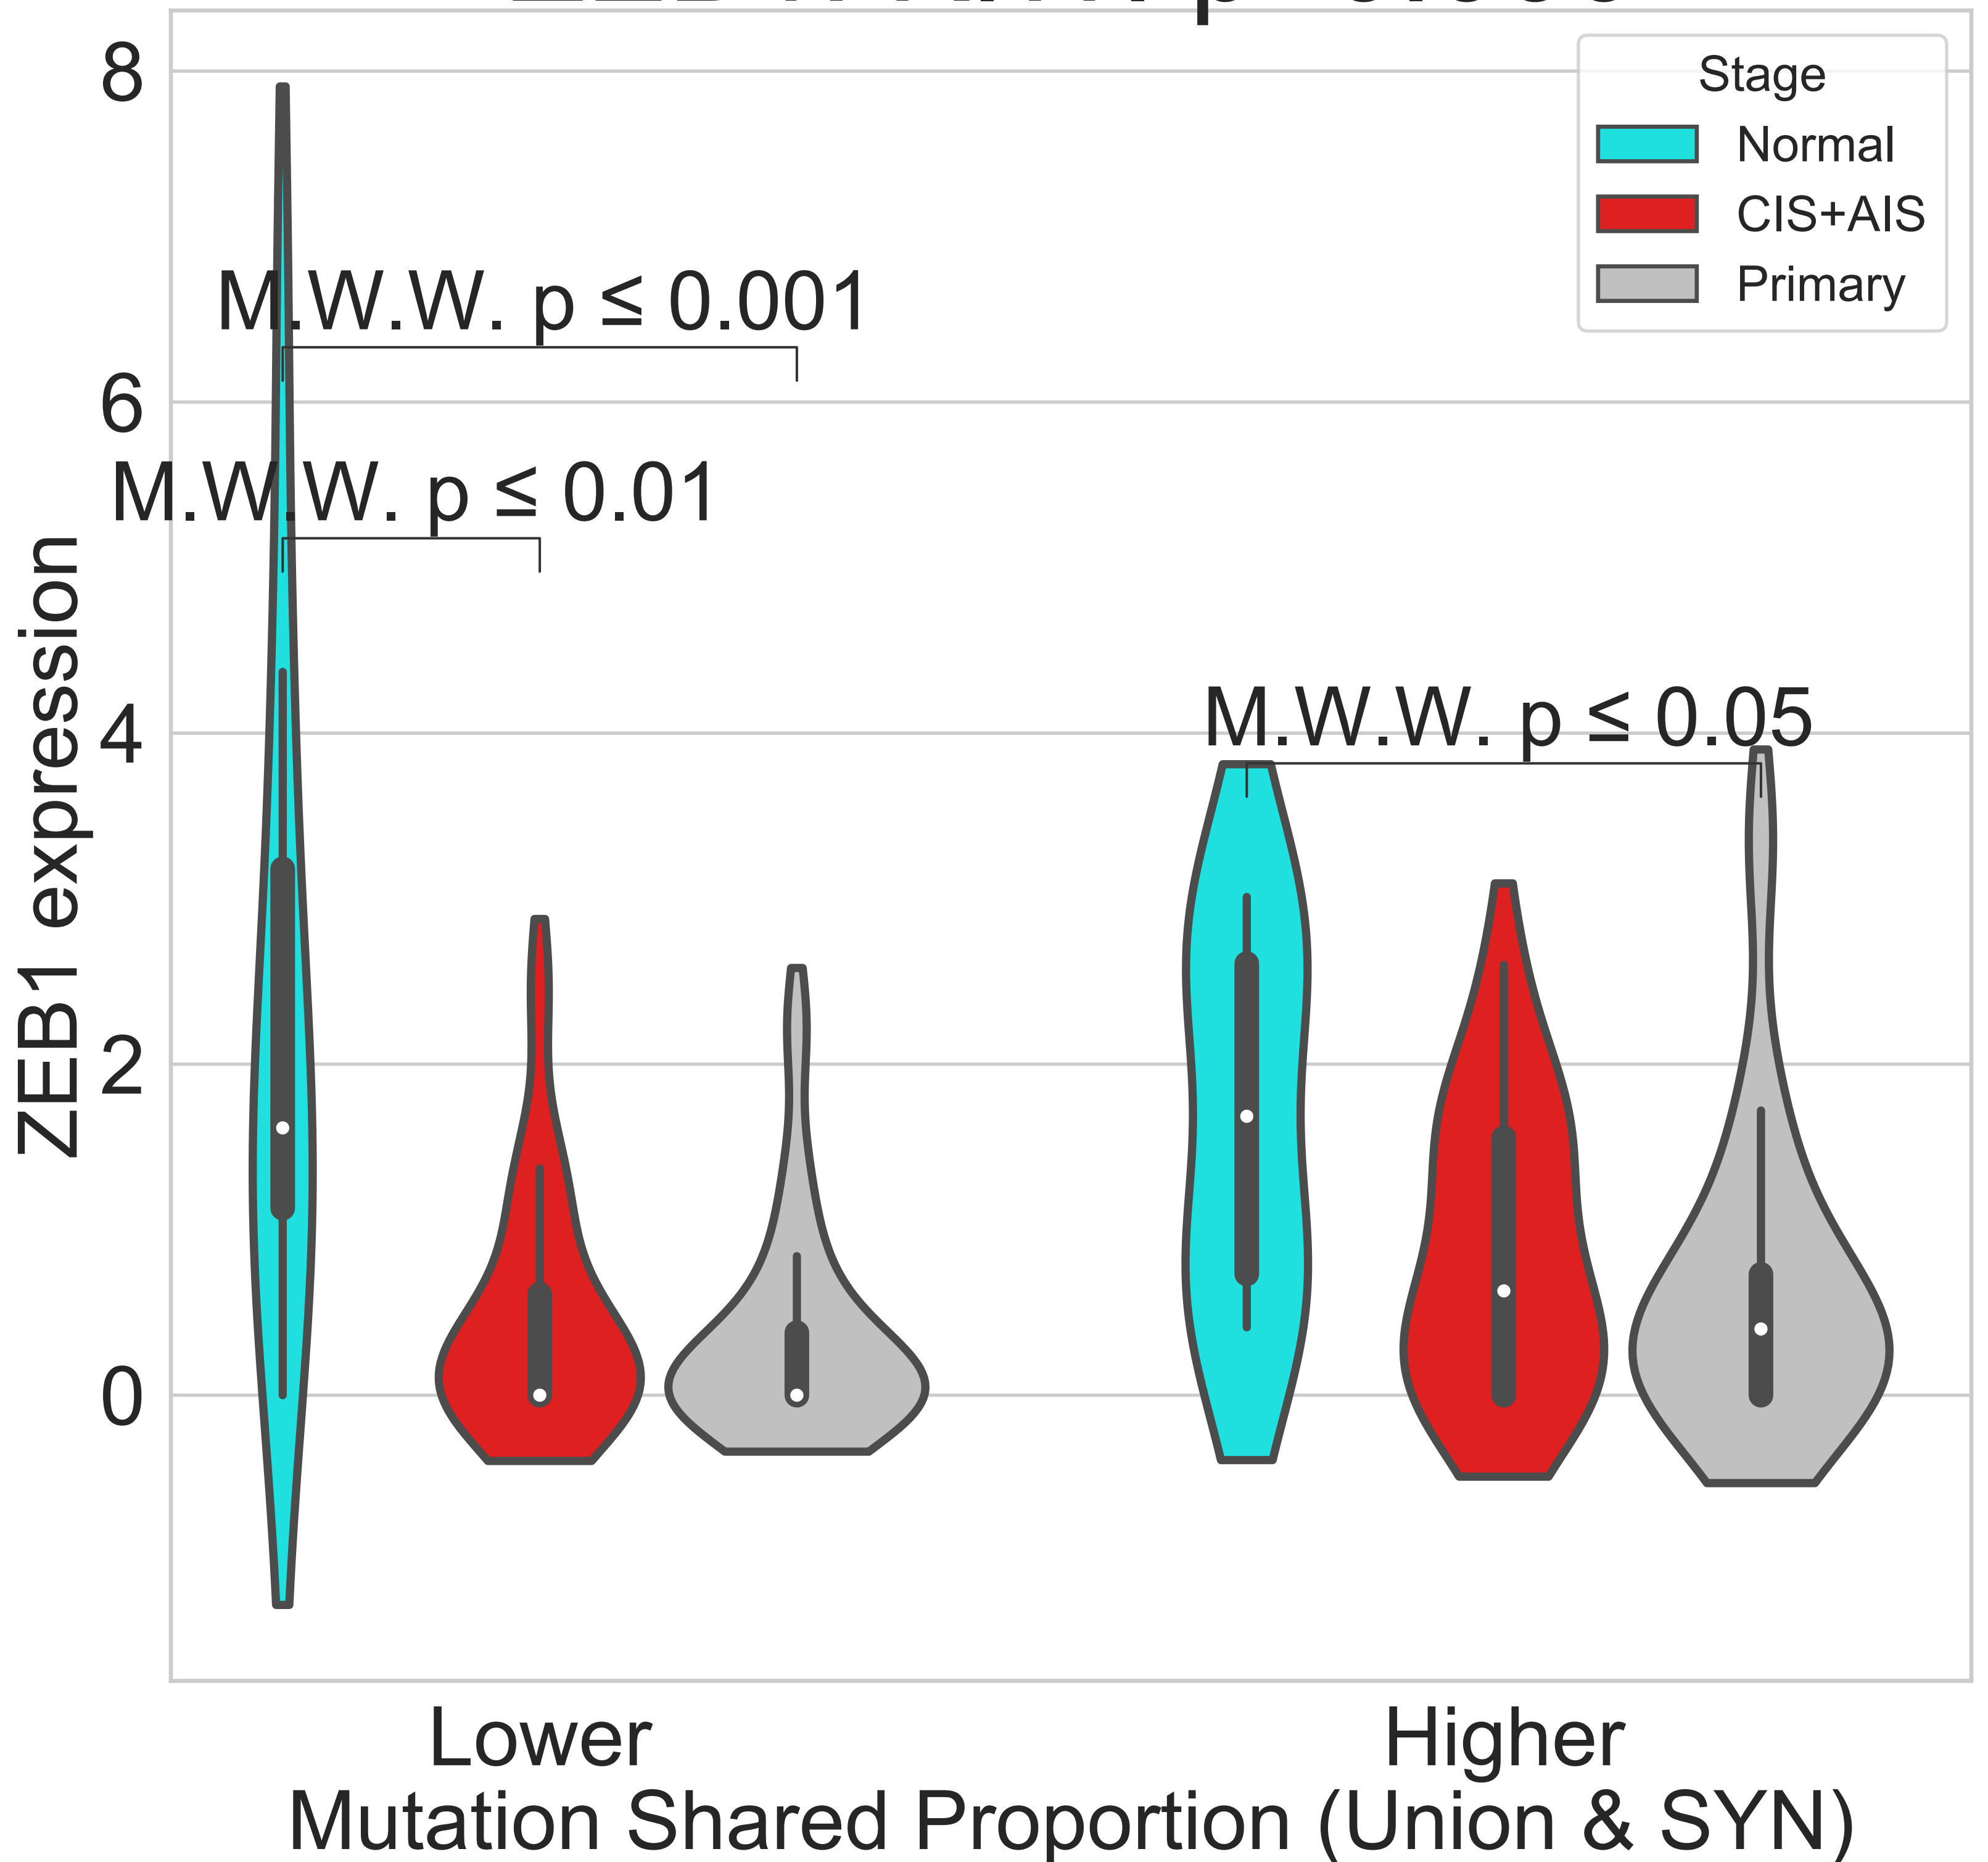 Stage
Normal
CIS+AIS
Primary
8
M.W.W. p ≤ 0.001
6
M.W.W. p ≤ 0.01
4
M.W.W. p ≤ 0.05
2
0
ZEB1 expression
Lower
Higher
Mutation Shared Proportion (Union & SYN)